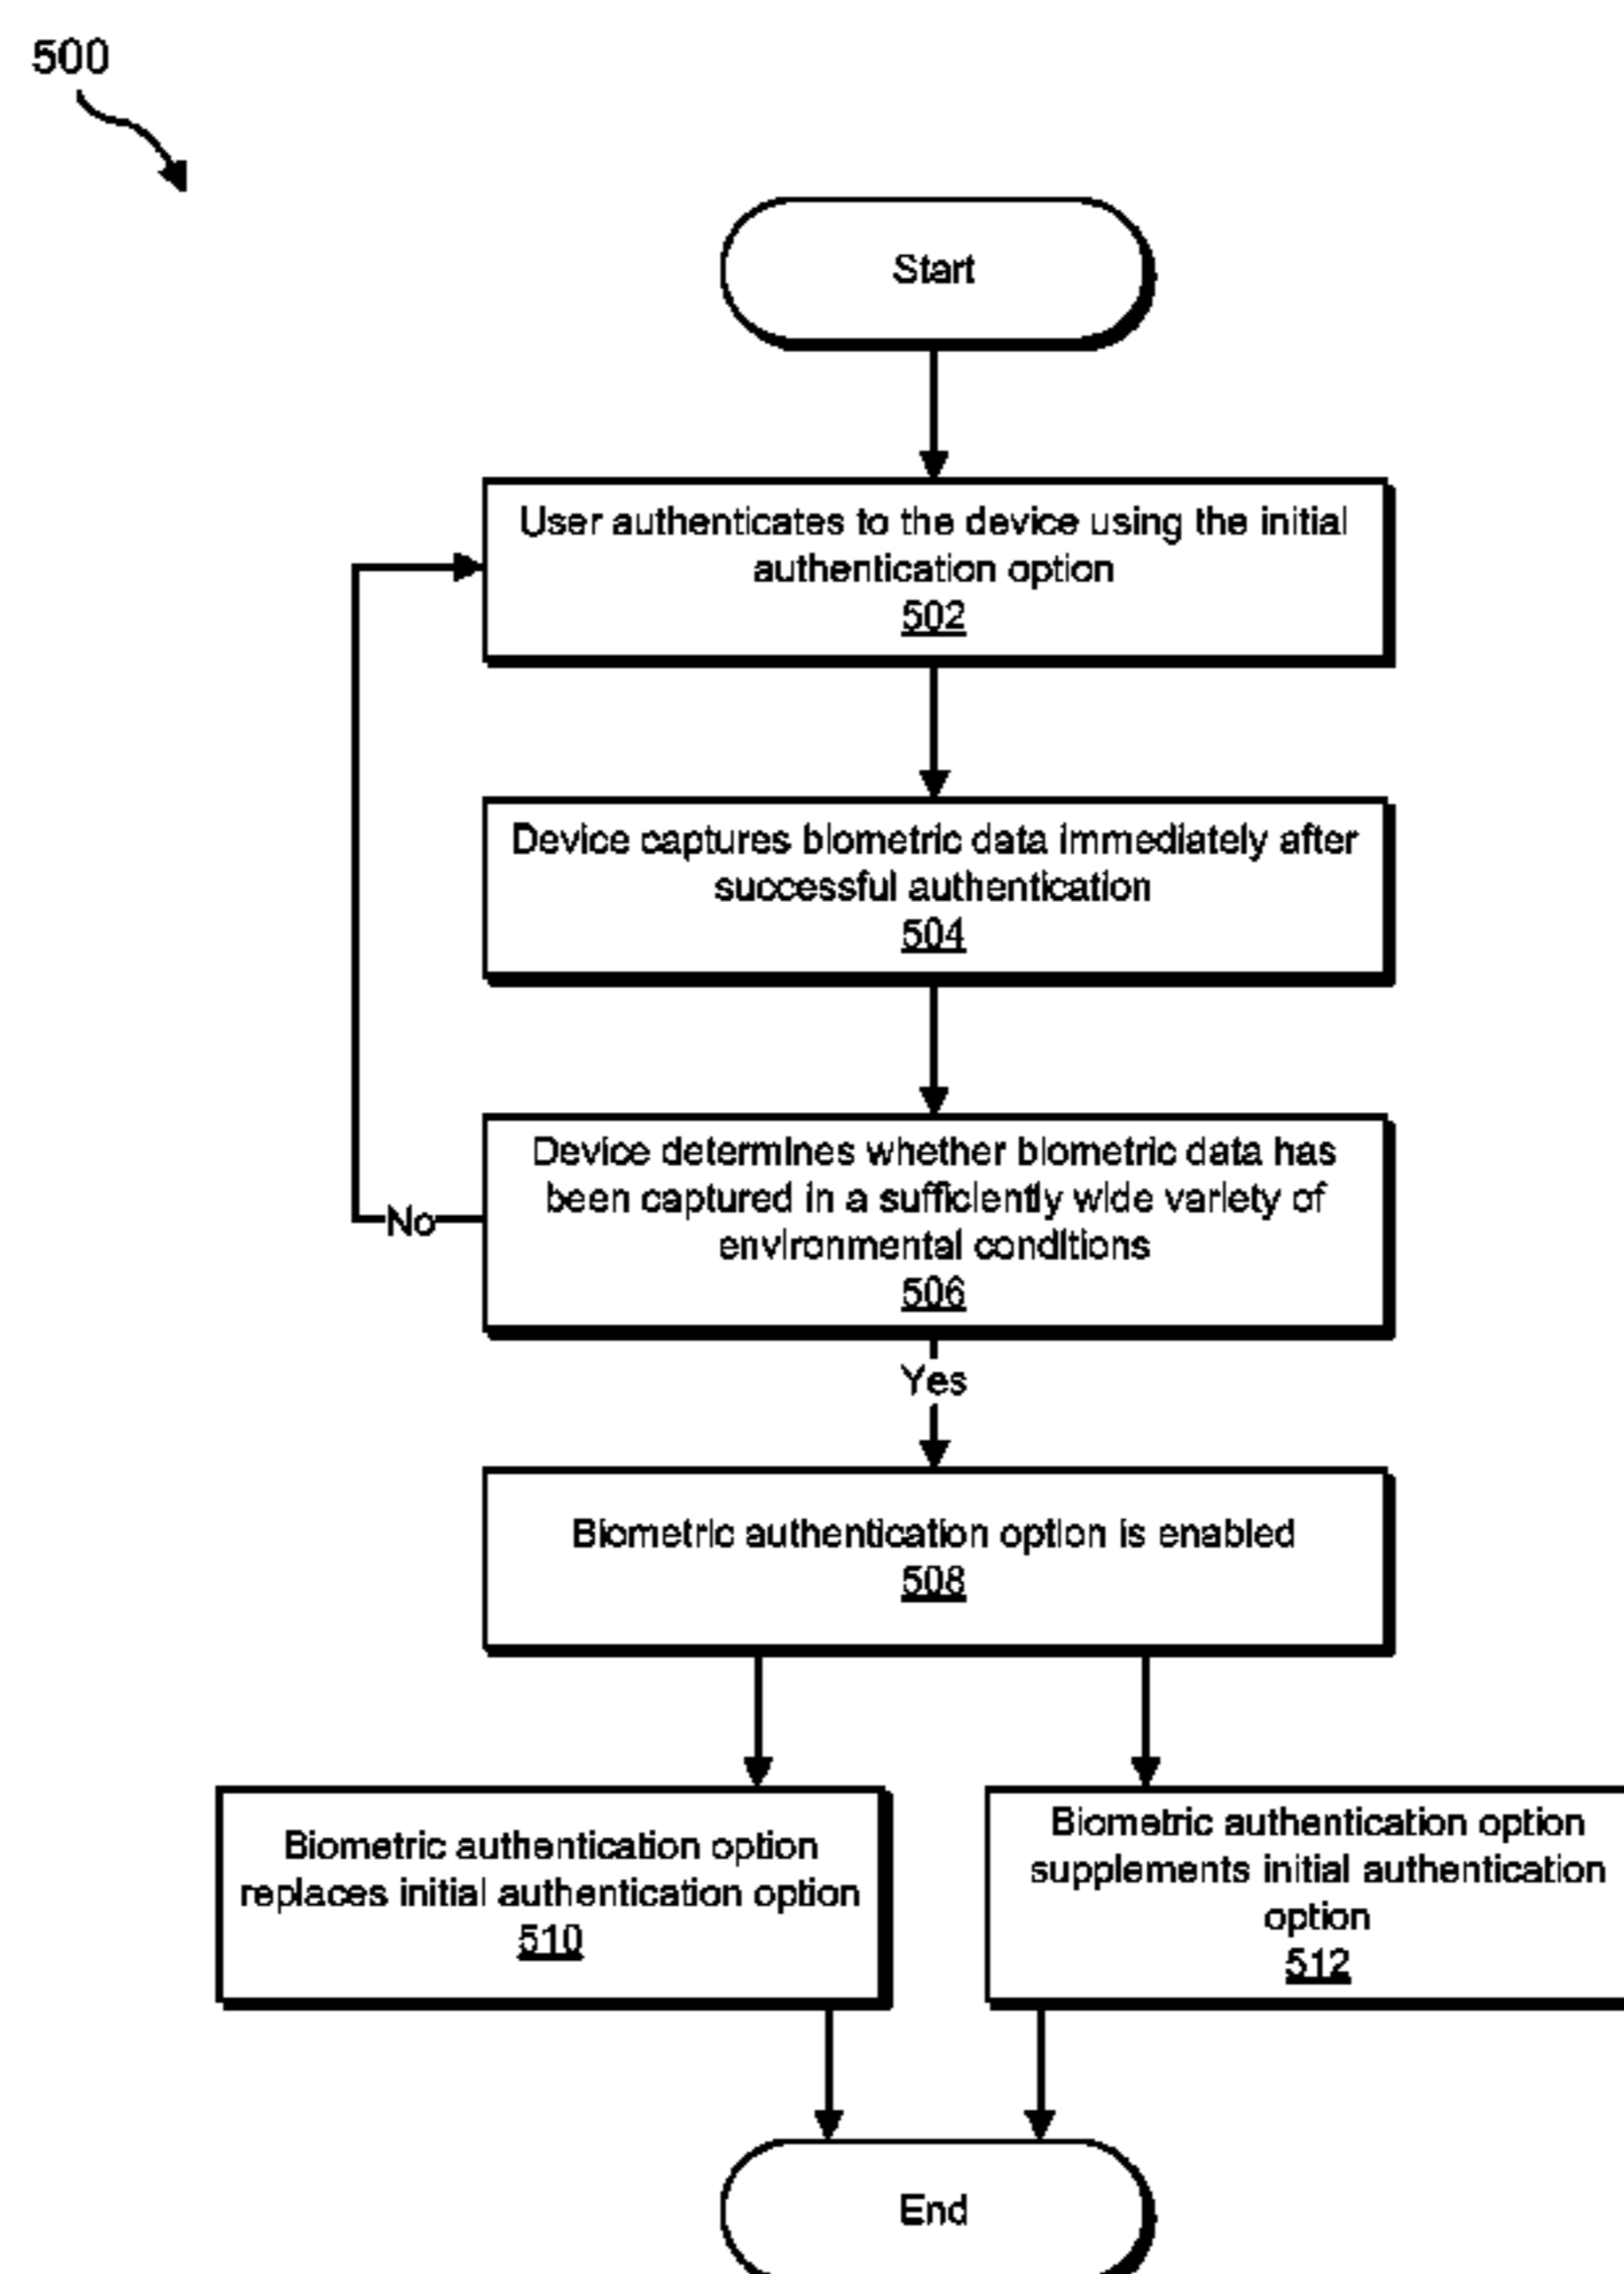 500
Start
User authenticates to the device using the initial
authentication option
502
Device captures biometric data immediately after
successful authentication
504
Device determines whether biometric data has
been captured in a sufficiently wide variety of
environmental conditions
506
No
Yes
Biometric authentication option is enabled
508
Biometric authentication option
replaces initial authentication option
510
Biometric authentication option
supplements initial authentication
option
512
End